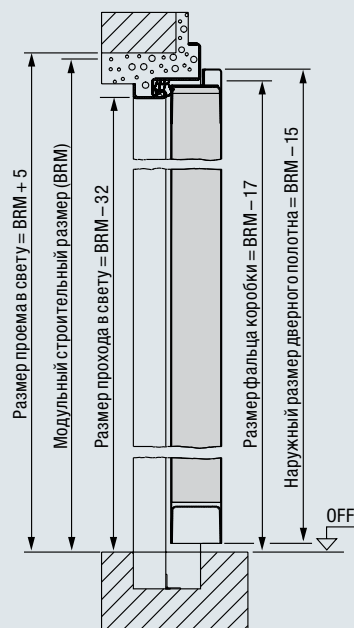 Размер проема в свету = BRM + 5
Модульный строительный размер (BRM)
Размер прохода в свету = BRM – 32
Размер фальца коробки = BRM – 17
Наружный размер дверного полотна = BRM – 15
OFF